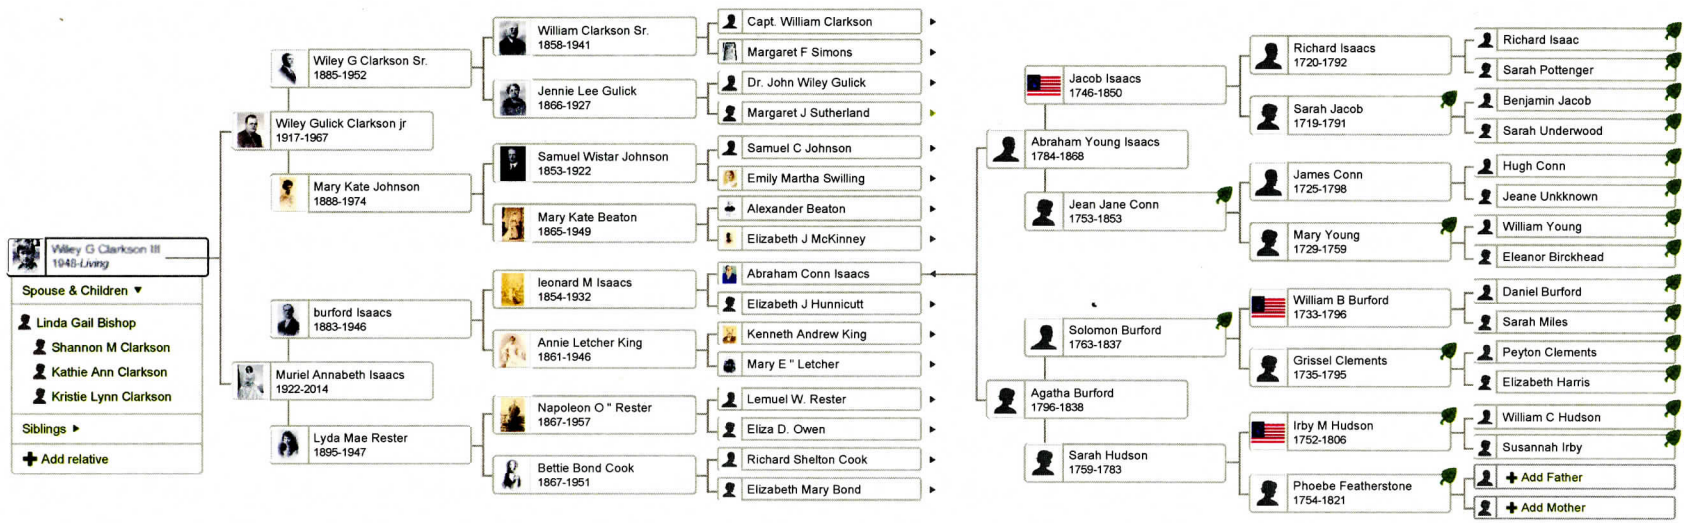 Wiley G Clarkson III
1948-Living
Spouse & Children ▼
Linda Gail Bishop
Shannon M Clarkson
Kathie Ann Clarkson
Kristie Lynn Clarkson
Siblings ►
+ Add relative
Wiley Gulick Clarkson jr
1917-1967
Muriel Annabeth Isaacs
1922-2014
Wiley G Clarkson Sr.
1885-1952
Mary Kate Johnson
1888-1974
burford Isaacs
1883-1946
Lyda Mae Rester
1895-1947
William Clarkson Sr.
1858-1941
Jennie Lee Gulick
1866-1927
Samuel Wistar Johnson
1853-1922
Mary Kate Beaton
1865-1949
leonard M Isaacs
1854-1932
Annie Letcher King
1861-1946
Napoleon O " Rester
1867-1957
Bettie Bond Cook
1867-1951
Capt. William Clarkson
Margaret F Simons
Dr. John Wiley Gulick
Margaret J Sutherland
Samuel C Johnson
Emily Martha Swilling
Alexander Beaton
Elizabeth J McKinney
Abraham Conn Isaacs
Elizabeth J Hunnicutt
Kenneth Andrew King
Mary E " Letcher
Lemuel W. Rester
Eliza D. Owen
Richard Shelton Cook
Elizabeth Mary Bond
Abraham Young Isaacs
1784-1868
Agatha Burford
1796-1838
Jacob Isaacs
1746-1850
Jean Jane Conn
1753-1853
Solomon Burford
1763-1837
Sarah Hudson
1759-1783
Richard Isaacs
1720-1792
Sarah Jacob
1719-1791
James Conn
1725-1798
Mary Young
1729-1759
William B Burford
1733-1796
Grissel Clements
1735-1795
Irby M Hudson
1752-1806
Phoebe Featherstone
1754-1821
Richard Isaac
Sarah Pottenger
Benjamin Jacob
Sarah Underwood
Hugh Conn
Jeane Unkknown
William Young
Eleanor Birckhead
Daniel Burford
Sarah Miles
Peyton Clements
Elizabeth Harris
William C Hudson
Susannah Irby
+ Add Father
+ Add Mother